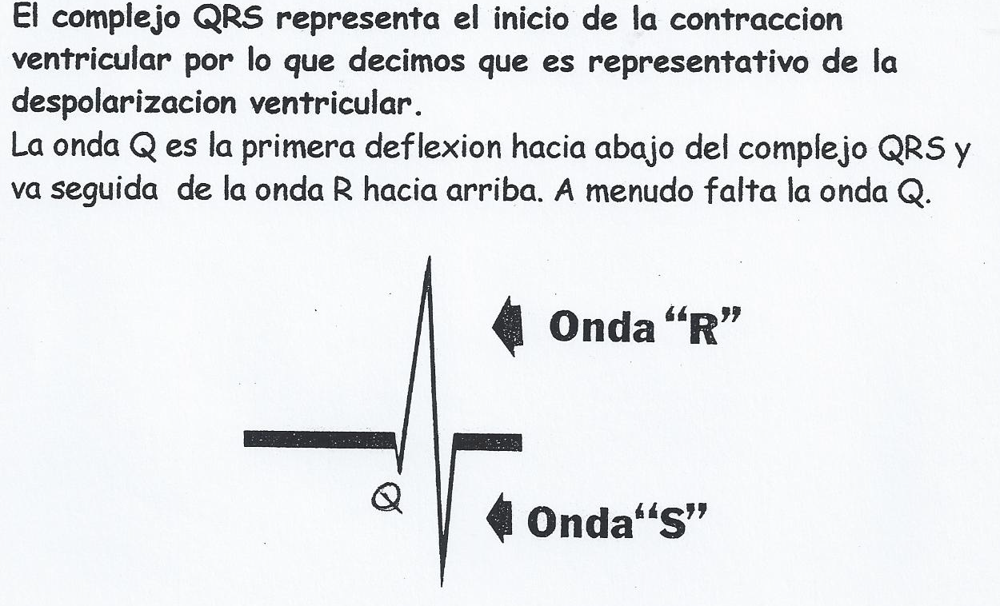 El complejo QRS representa el inicio de la contraccion
ventricular por lo que decimos que es representativo de la
despolarizacion ventricular.
La onda Q es la primera deflexion hacia abajo del complejo QRS y
va seguida de la onda R hacia arriba. A menudo falta la onda Q.
Onda “R”
Q
Onda“S”